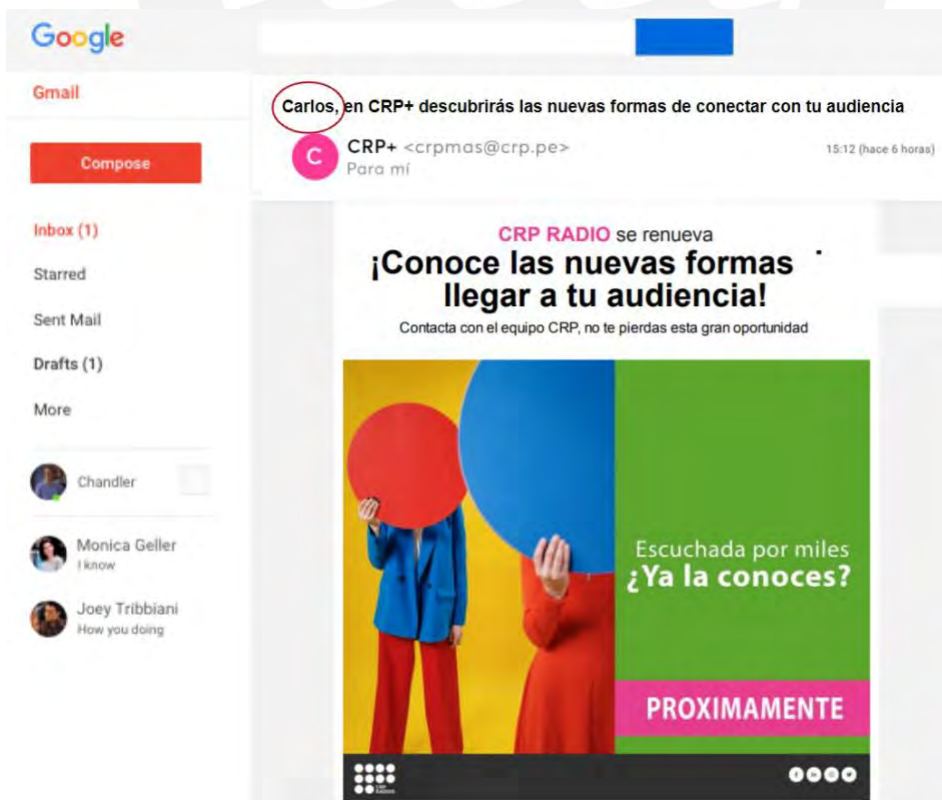 Google
Gmail
Compose
Inbox (1)
Starred
Sent Mail
Drafts (1)
More
Chandler
Monica Geller
I know
Joey Tribbiani
How you doing
Carlos, en CRP+ descubrirás las nuevas formas de conectar con tu audiencia
C
CRP+ <crpmas@crp.pe>
15:12 (hace 6 horas)
Para mí
CRP RADIO se renueva
¡Conoce las nuevas formas
llegar a tu audiencia!
Contacta con el equipo CRP, no te pierdas esta gran oportunidad
Escuchada por miles
¿Ya la conoces?
PROXIMAMENTE